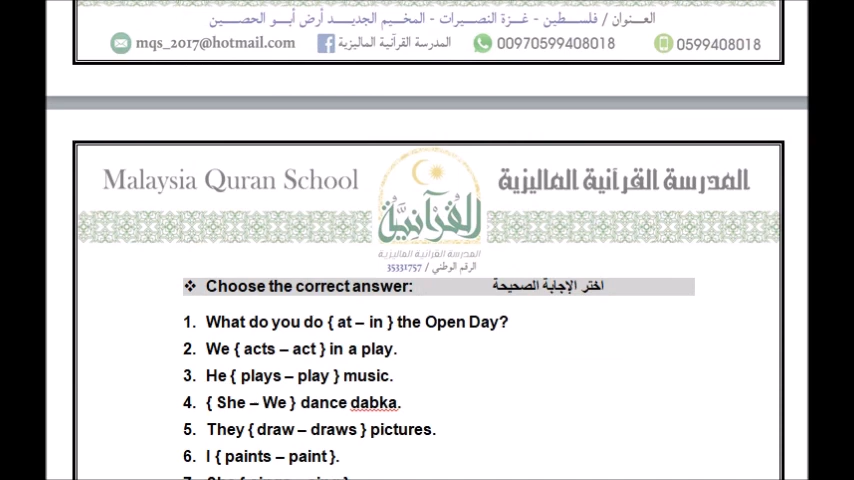 العنوان / فلسطين - غزة النصيرات - المخيم الجديد أرض أبو الحصين
mqs_2017@hotmail.com المدرسة القرآنية الماليزية 00970599408018 0599408018
Malaysia Quran School المدرسة القرآنية الماليزية
القرآنية
المدرسة القرآنية الماليزية
الرقم الوطني / 35331757
❖ Choose the correct answer: اختر الإجابة الصحيحة
1. What do you do { at – in } the Open Day?
2. We { acts – act } in a play.
3. He { plays – play } music.
4. { She – We } dance dabka.
5. They { draw – draws } pictures.
6. I { paints – paint }.